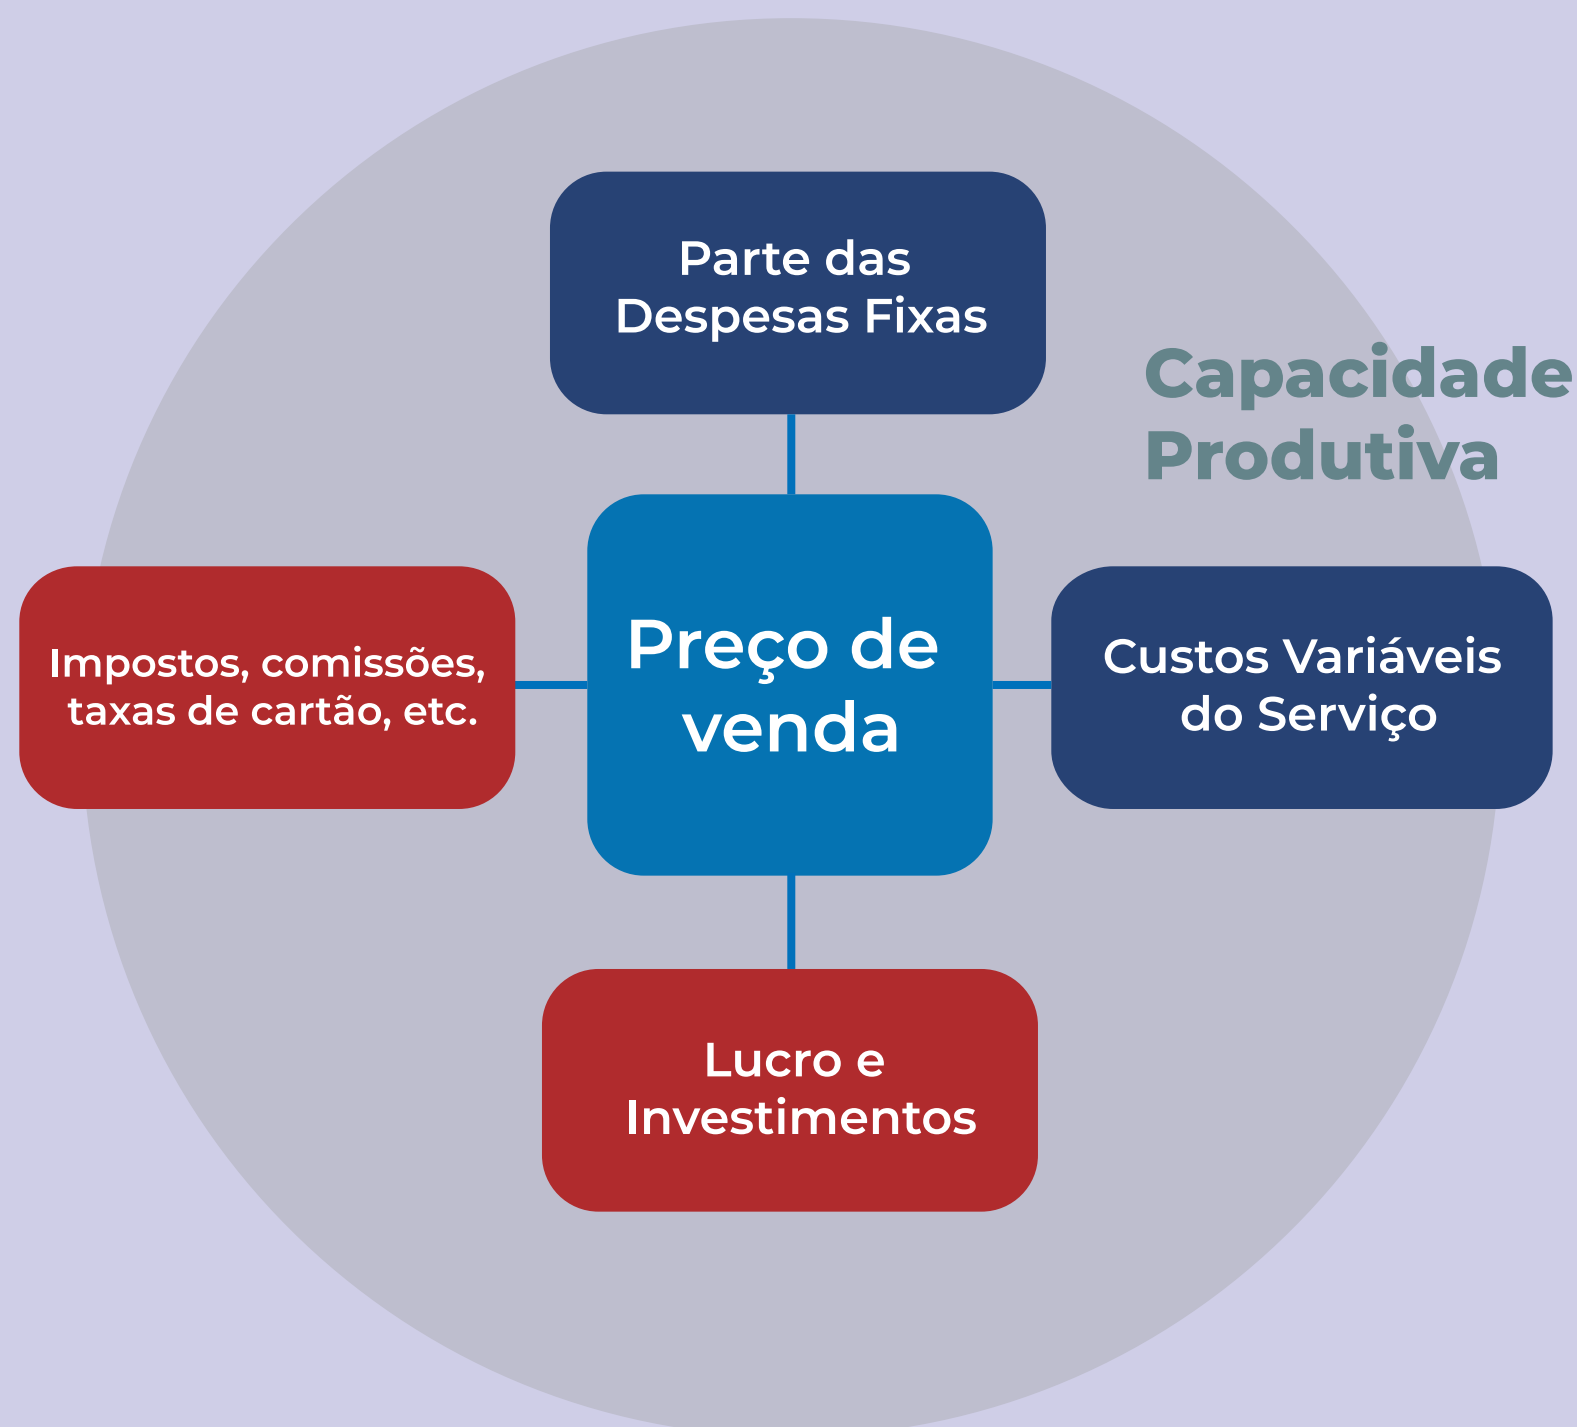 Parte das
Despesas Fixas
Capacidade
Produtiva
Impostos, comissões,
taxas de cartão, etc.
Preço de
venda
Custos Variáveis
do Serviço
Lucro e
Investimentos